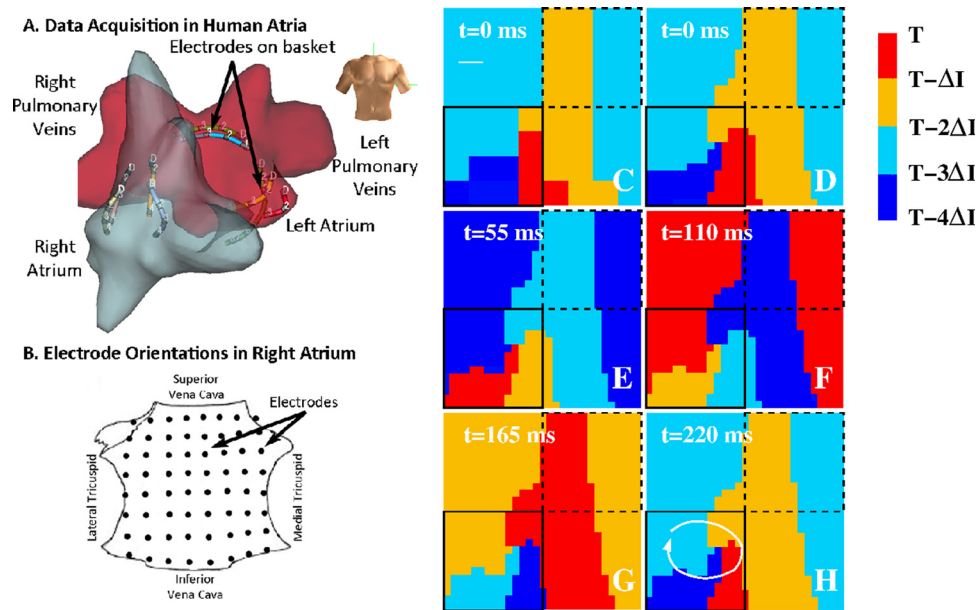 A. Data Acquisition in Human Atria
Electrodes on basket
Right
Pulmonary
Veins
Left
Pulmonary
Veins
Left Atrium
Right
Atrium
B. Electrode Orientations in Right Atrium
Superior
Vena Cava
Electrodes
Lateral Tricuspid
Medial Tricuspid
Inferior
Vena Cava
t=0 ms
C
t=0 ms
D
t=55 ms
E
t=110 ms
F
t=165 ms
G
t=220 ms
H
T
T−ΔI
T−2ΔI
T−3ΔI
T−4ΔI